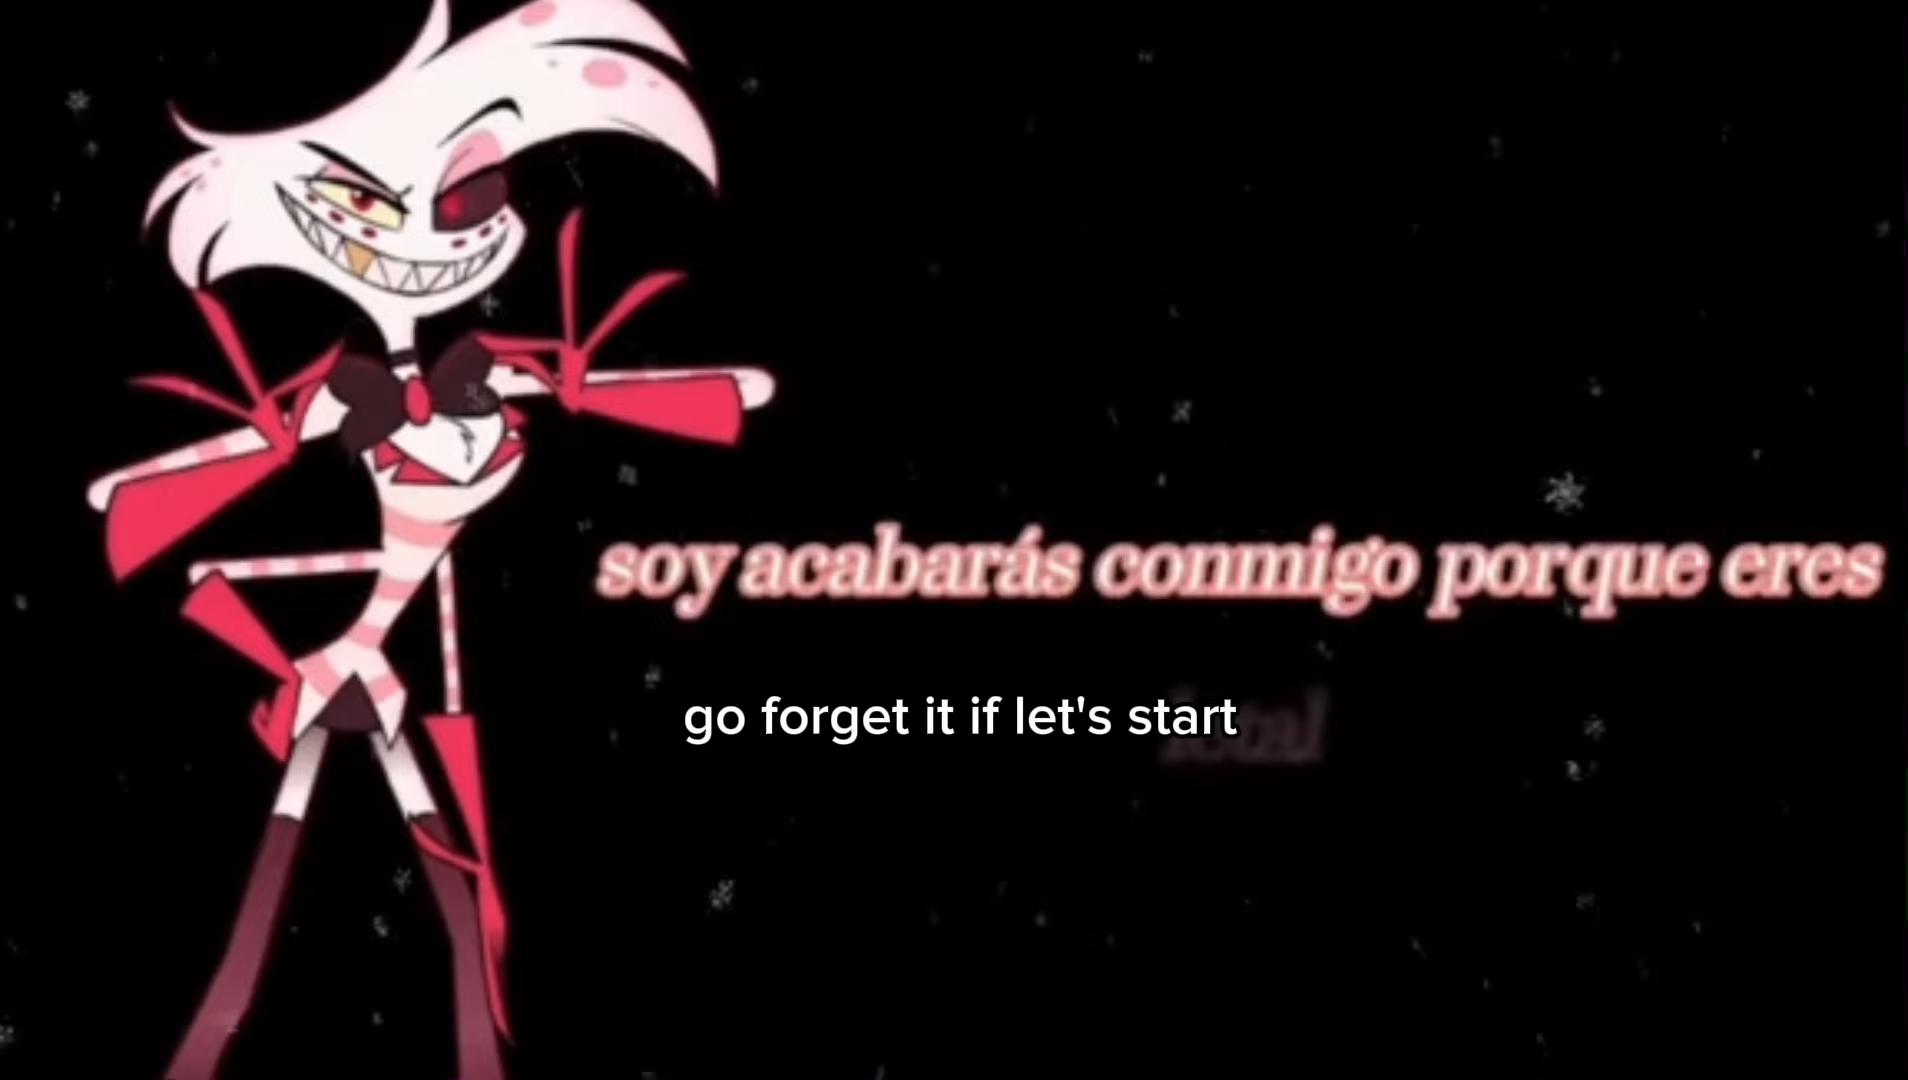 soy acabarás conmigo porque eres
go forget it if let's start